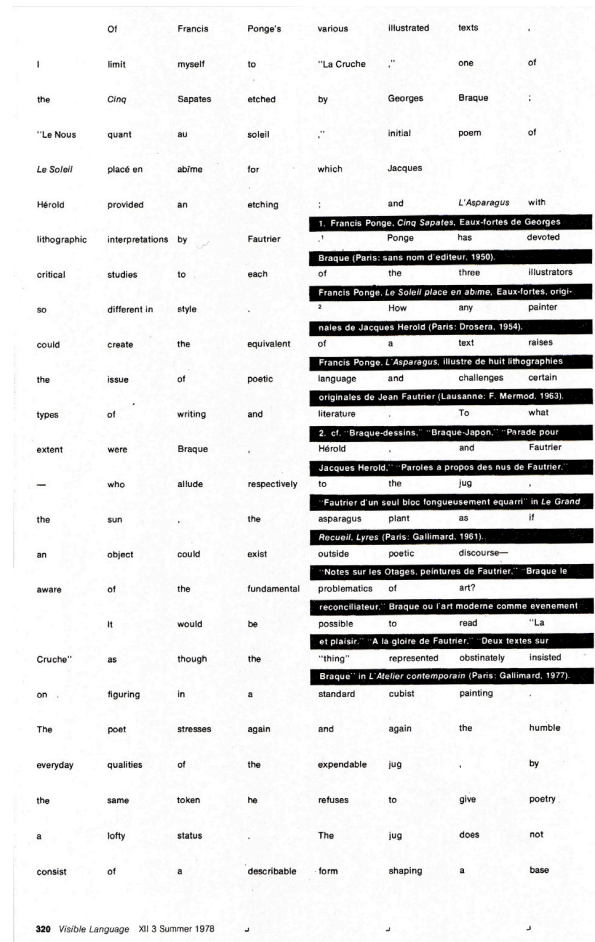 Of Francis Ponge's various illustrated texts ,
I limit myself to "La Cruche ," one of
the Cinq Sapates etched by Georges Braque ;
"Le Nous quant au soleil ," initial poem of
Le Soleil placé en abîme for which Jacques
Hérold provided an etching ; and L'Asparagus with
1. Francis Ponge, Cinq Sapates, Eaux-fortes de Georges
lithographic interpretations by Fautrier .¹ Ponge has devoted
Braque (Paris: sans nom d'editeur, 1950).
critical studies to each of the three illustrators
Francis Ponge, Le Soleil place en abime, Eaux-fortes, origi-
so different in style . ² How any painter
nales de Jacques Herold (Paris: Drosera, 1954).
could create the equivalent of a text raises
Francis Ponge, L'Asparagus, illustre de huit lithographies
the issue of poetic language and challenges certain
originales de Jean Fautrier (Lausanne: F. Mermod, 1963).
types of writing and literature . To what
2. cf. "Braque-dessins," "Braque-Japon," "Parade pour
extent were Braque , Hérold , and Fautrier
Jacques Herold," "Paroles a propos des nus de Fautrier,"
— who allude respectively to the jug ,
"Fautrier d'un seul bloc fongueusement equarri" in Le Grand
the sun , the asparagus plant as if
Recueil, Lyres (Paris: Gallimard, 1961).
an object could exist outside poetic discourse—
"Notes sur les Otages, peintures de Fautrier," "Braque le
aware of the fundamental problematics of art?
reconciliateur," Braque ou l'art moderne comme evenement
It would be possible to read "La
et plaisir," "A la gloire de Fautrier," "Deux textes sur
Cruche" as though the "thing" represented obstinately insisted
Braque" in L'Atelier contemporain (Paris: Gallimard, 1977).
on figuring in a standard cubist painting .
The poet stresses again and again the humble
everyday qualities of the expendable jug , by
the same token he refuses to give poetry
a lofty status . The jug does not
consist of a describable form shaping a base
320 Visible Language XII 3 Summer 1978